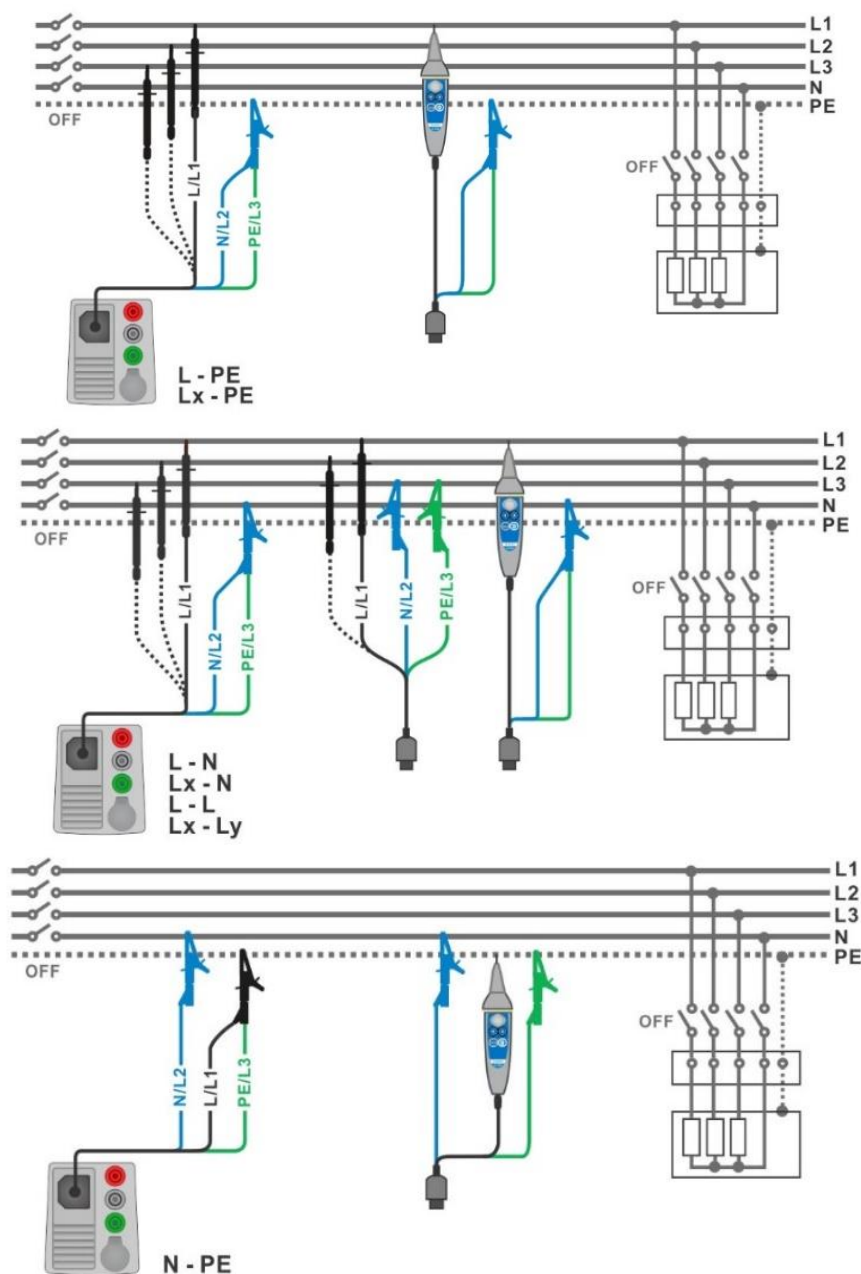 L1
L2
L3
N
PE
OFF
OFF
L/L1
N/L2
PE/L3
L - PE
Lx - PE
L1
L2
L3
N
PE
OFF
OFF
L/L1
N/L2
PE/L3
L/L1
N/L2
PE/L3
L - N
Lx - N
L - L
Lx - Ly
L1
L2
L3
N
PE
OFF
OFF
N/L2
L/L1
PE/L3
N - PE